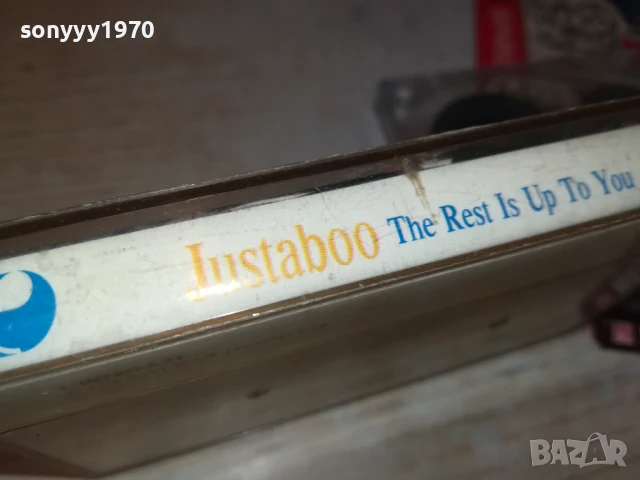 sonyyy1970
Justaboo The Rest Is Up To You
BAZAR